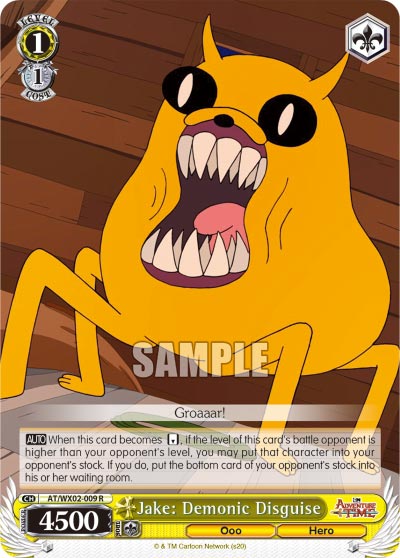 LEVEL
1
1
COST
SAMPLE
Groaaar!
AUTO When this card becomes [ ], if the level of this card's battle opponent is
higher than your opponent's level, you may put that character into your
opponent's stock. If you do, put the bottom card of your opponent's stock into
his or her waiting room.
CH AT/WX02-009 R
Jake: Demonic Disguise
POWER
4500
SOUL
Ooo
Hero
ADVENTURE TIME
© & TM Cartoon Network (s20)